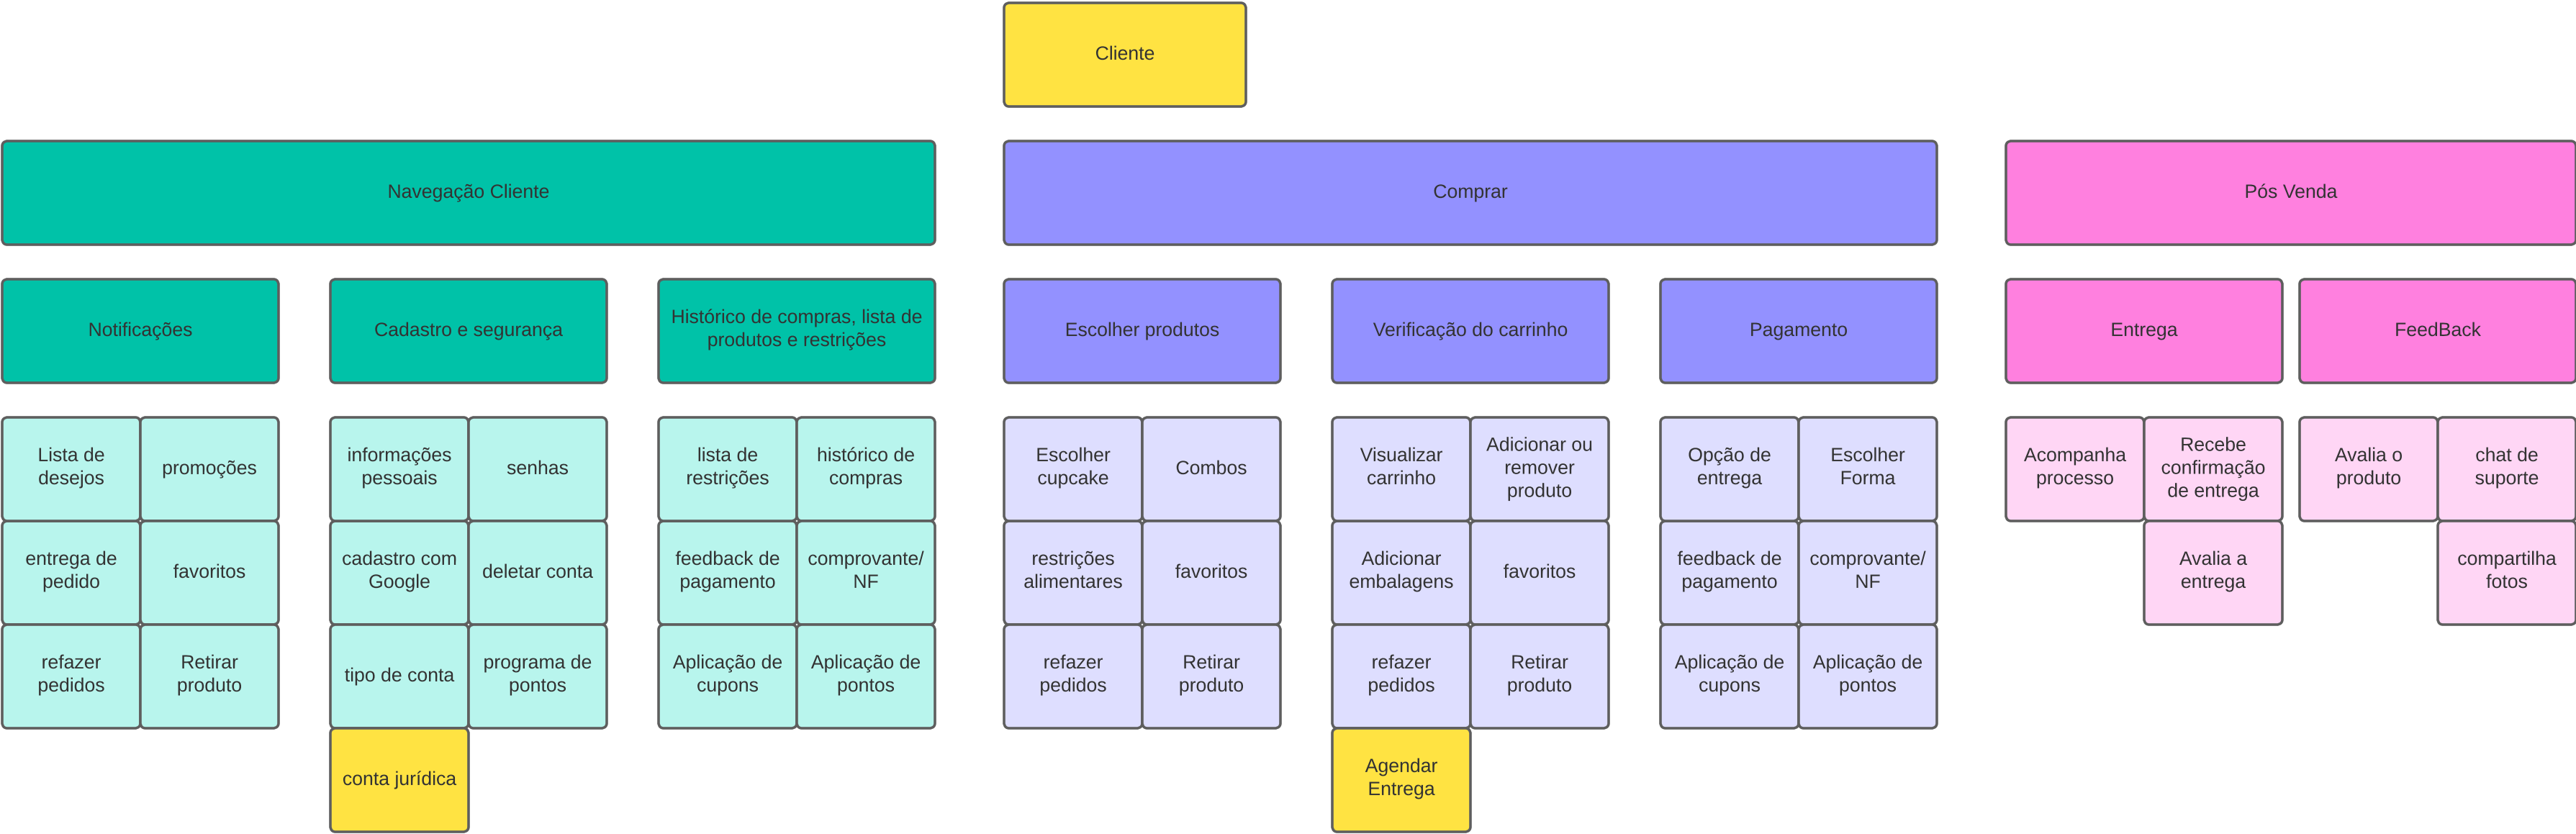 Cliente
Navegação Cliente
Comprar
Pós Venda
Notificações
Cadastro e segurança
Histórico de compras, lista de
produtos e restrições
Escolher produtos
Verificação do carrinho
Pagamento
Entrega
FeedBack
Lista de
desejos
promoções
informações
pessoais
senhas
lista de
restrições
histórico de
compras
Escolher
cupcake
Combos
Visualizar
carrinho
Adicionar ou
remover
produto
Opção de
entrega
Escolher
Forma
Acompanha
processo
Recebe
confirmação
de entrega
Avalia o
produto
chat de
suporte
entrega de
pedido
favoritos
cadastro com
Google
deletar conta
feedback de
pagamento
comprovante/
NF
restrições
alimentares
favoritos
Adicionar
embalagens
favoritos
feedback de
pagamento
comprovante/
NF
Avalia a
entrega
compartilha
fotos
refazer
pedidos
Retirar
produto
tipo de conta
programa de
pontos
Aplicação de
cupons
Aplicação de
pontos
refazer
pedidos
Retirar
produto
refazer
pedidos
Retirar
produto
Aplicação de
cupons
Aplicação de
pontos
conta jurídica
Agendar
Entrega